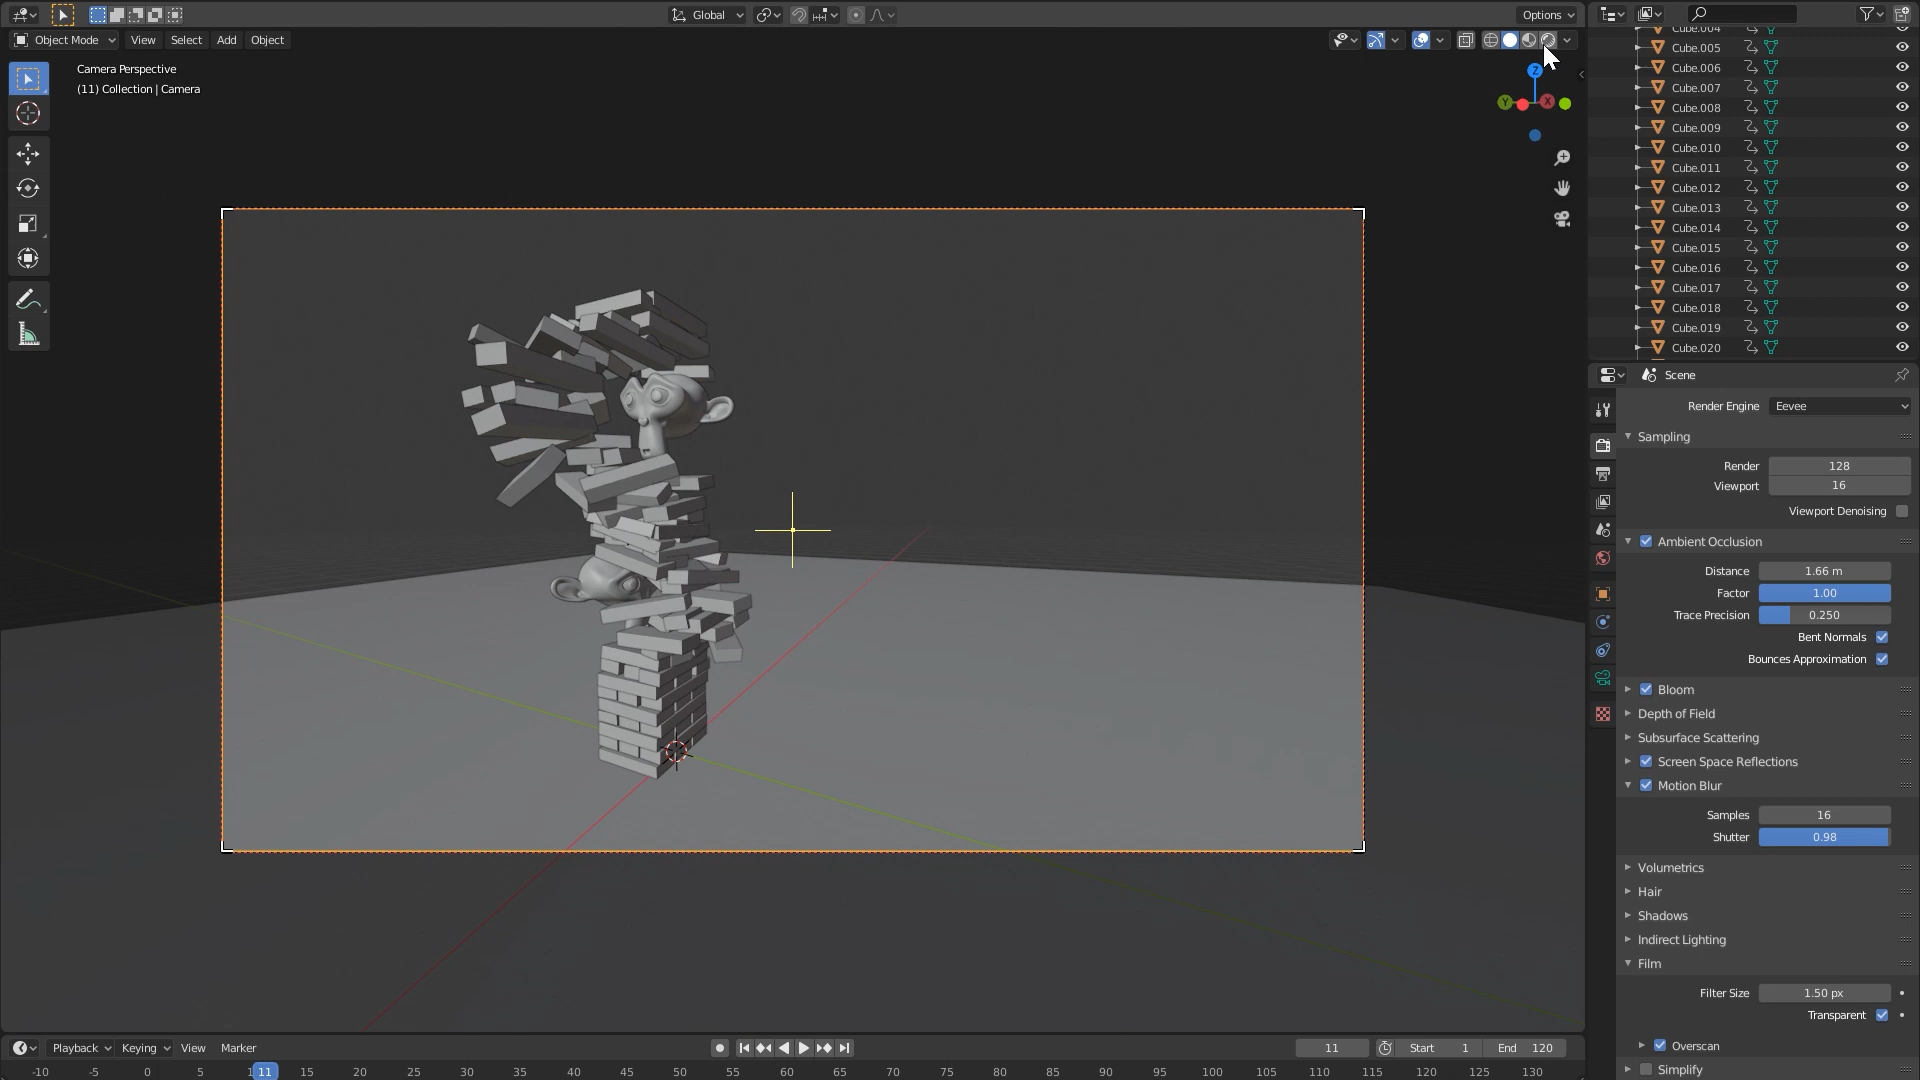 Global
Options
Object Mode View Select Add Object
Camera Perspective
(11) Collection | Camera
Z
Y
X
Cube.004
Cube.005
Cube.006
Cube.007
Cube.008
Cube.009
Cube.010
Cube.011
Cube.012
Cube.013
Cube.014
Cube.015
Cube.016
Cube.017
Cube.018
Cube.019
Cube.020
Scene
Render Engine Eevee
Sampling
Render 128
Viewport 16
Viewport Denoising
Ambient Occlusion
Distance 1.66 m
Factor 1.00
Trace Precision 0.250
Bent Normals
Bounces Approximation
Bloom
Depth of Field
Subsurface Scattering
Screen Space Reflections
Motion Blur
Samples 16
Shutter 0.98
Volumetrics
Hair
Shadows
Indirect Lighting
Film
Filter Size 1.50 px
Transparent
Overscan
Simplify
Playback Keying View Marker
11 Start 1 End 120
-10 -5 0 5 11 15 20 25 30 35 40 45 50 55 60 65 70 75 80 85 90 95 100 105 110 115 120 125 130